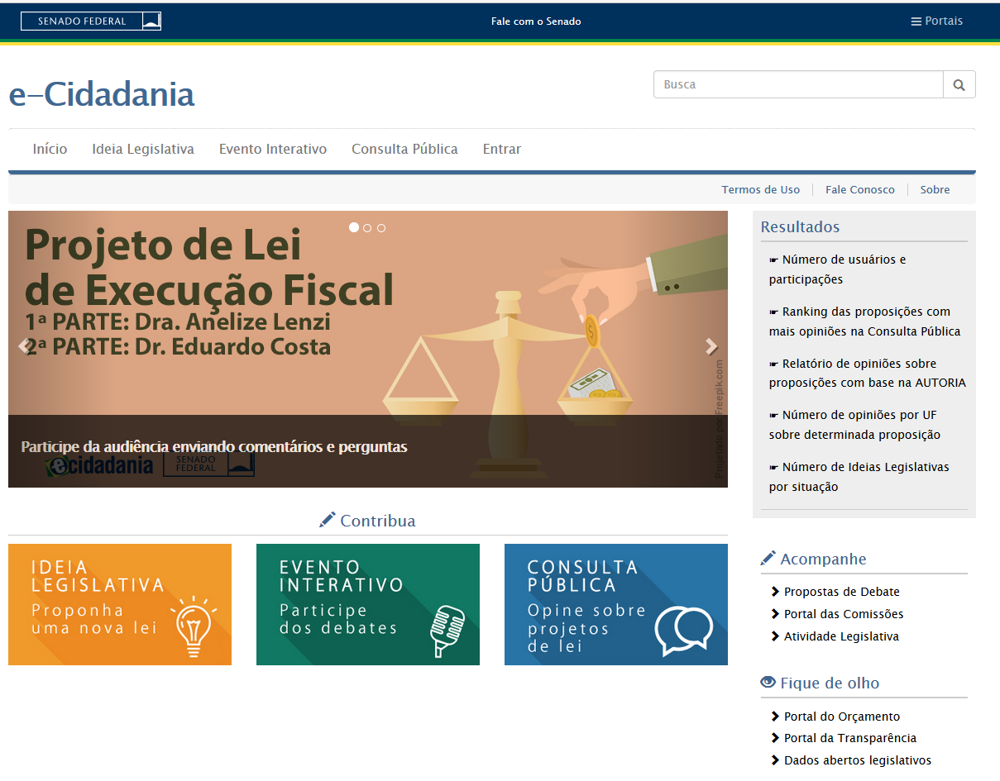 SENADO FEDERAL
Fale com o Senado
Portais
e-Cidadania
Busca
Início
Ideia Legislativa
Evento Interativo
Consulta Pública
Entrar
Termos de Uso
Fale Conosco
Sobre
Projeto de Lei
de Execução Fiscal
1ª PARTE: Dra. Anelize Lenzi
2ª PARTE: Dr. Eduardo Costa
Projetado por Freepik.com
Participe da audiência enviando comentários e perguntas
ecidadania
SENADO
FEDERAL
Contribua
IDEIA
LEGISLATIVA
Proponha
uma nova lei
EVENTO
INTERATIVO
Participe
dos debates
CONSULTA
PÚBLICA
Opine sobre
projetos
de lei
Resultados
☛ Número de usuários e
participações
☛ Ranking das proposições com
mais opiniões na Consulta Pública
☛ Relatório de opiniões sobre
proposições com base na AUTORIA
☛ Número de opiniões por UF
sobre determinada proposição
☛ Número de Ideias Legislativas
por situação
Acompanhe
Propostas de Debate
Portal das Comissões
Atividade Legislativa
Fique de olho
Portal do Orçamento
Portal da Transparência
Dados abertos legislativos